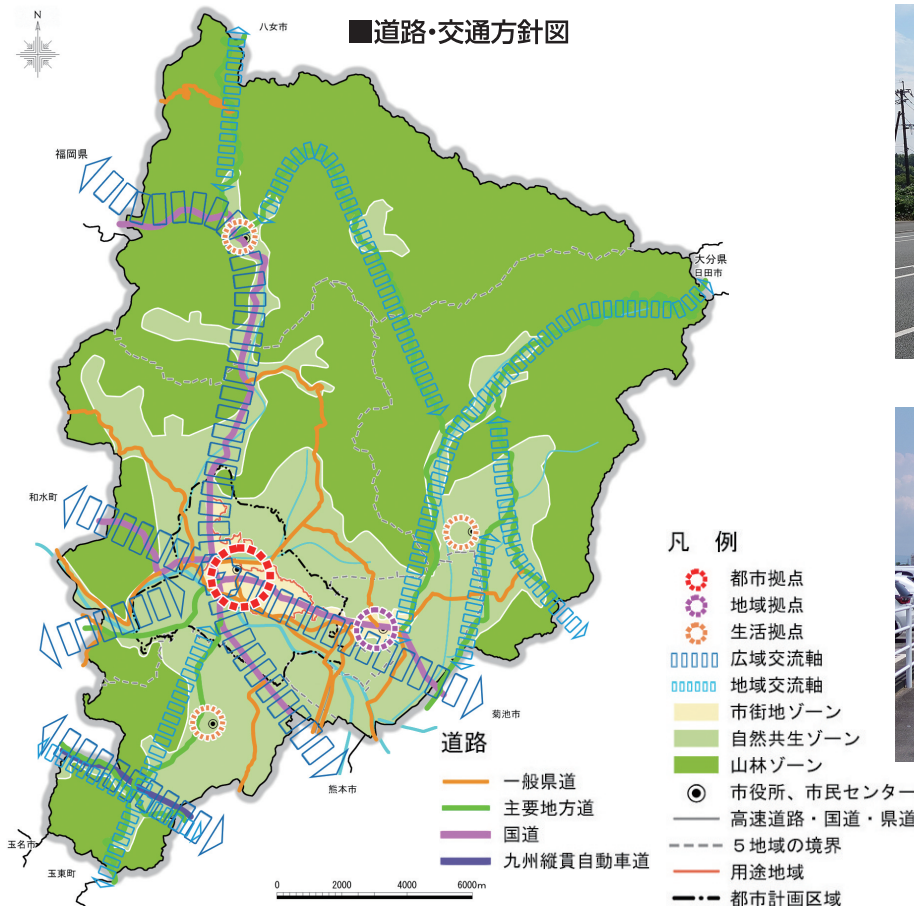 ■道路・交通方針図
N
八女市
福岡県
大分県
日田市
和水町
菊池市
熊本市
玉名市
玉東町
道路
一般県道
主要地方道
国道
九州縦貫自動車道
0 2000 4000 6000m
凡 例
都市拠点
地域拠点
生活拠点
広域交流軸
地域交流軸
市街地ゾーン
自然共生ゾーン
山林ゾーン
市役所、市民センター
高速道路・国道・県道
5地域の境界
用途地域
都市計画区域